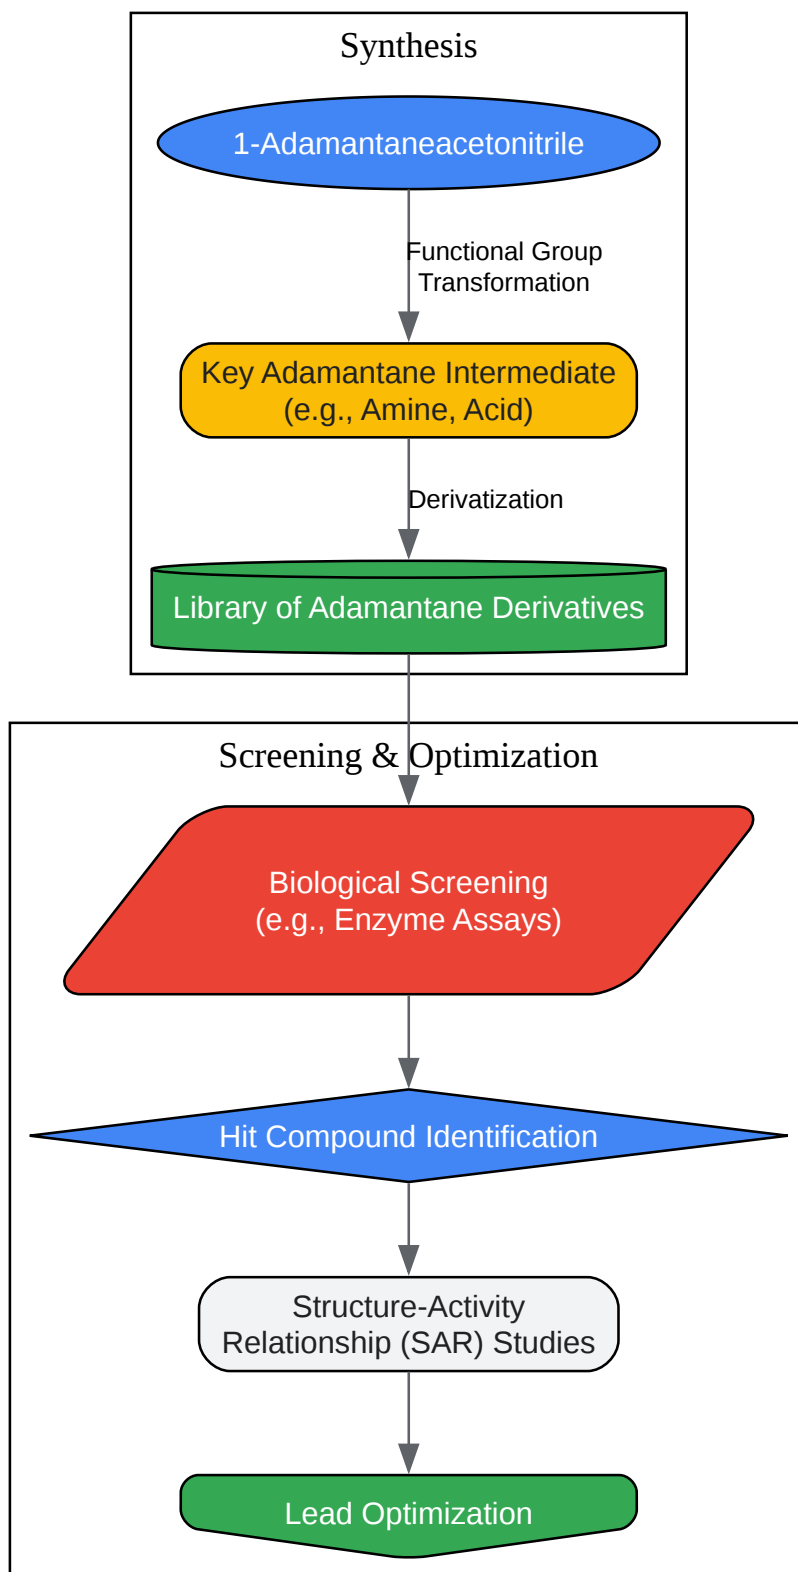 Synthesis
1-Adamantaneacetonitrile
Functional Group
Transformation
Key Adamantane Intermediate
(e.g., Amine, Acid)
Derivatization
Library of Adamantane Derivatives
Screening & Optimization
Biological Screening
(e.g., Enzyme Assays)
Hit Compound Identification
Structure-Activity
Relationship (SAR) Studies
Lead Optimization